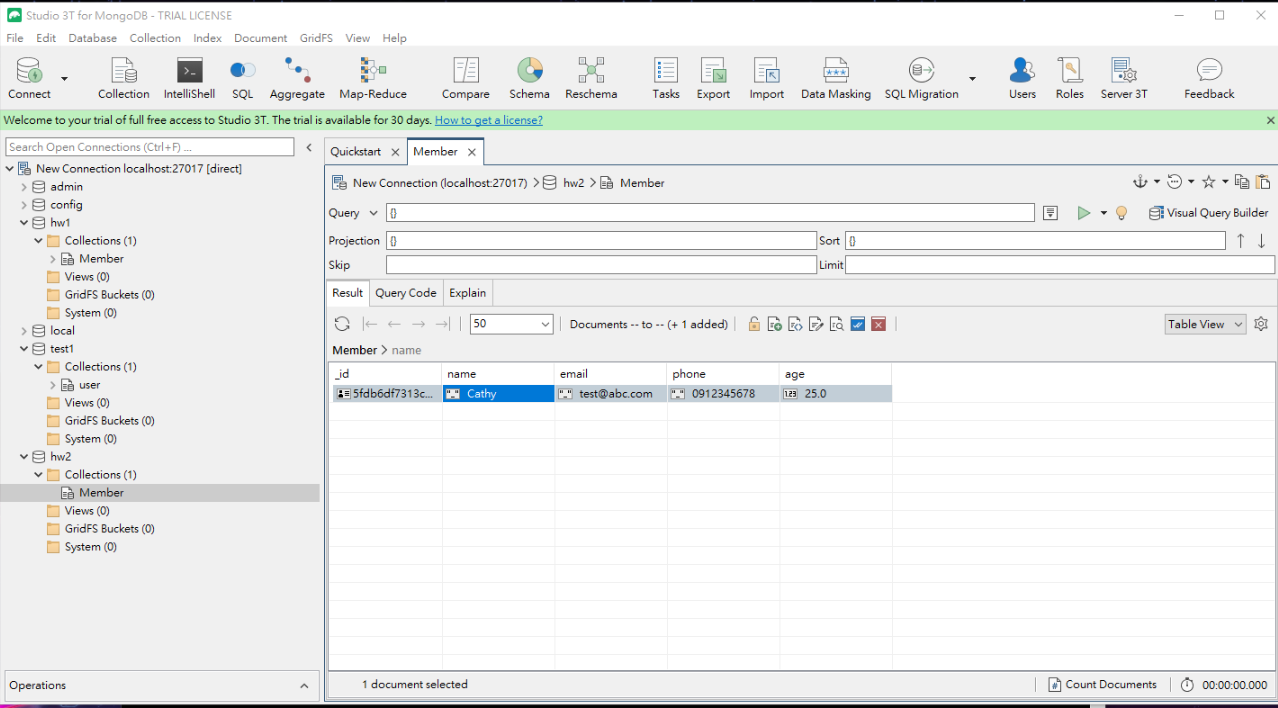 Studio 3T for MongoDB - TRIAL LICENSE
File Edit Database Collection Index Document GridFS View Help
Connect Collection IntelliShell SQL Aggregate Map-Reduce Compare Schema Reschema Tasks Export Import Data Masking SQL Migration Users Roles Server 3T Feedback
Welcome to your trial of full free access to Studio 3T. The trial is available for 30 days. How to get a license?
Search Open Connections (Ctrl+F) ...
New Connection localhost:27017 [direct]
admin
config
hw1
Collections (1)
Member
Views (0)
GridFS Buckets (0)
System (0)
local
test1
Collections (1)
user
Views (0)
GridFS Buckets (0)
System (0)
hw2
Collections (1)
Member
Views (0)
GridFS Buckets (0)
System (0)
Operations
Quickstart Member
New Connection (localhost:27017) hw2 Member
Query {} Visual Query Builder
Projection {} Sort {}
Skip Limit
Result Query Code Explain
50 Documents -- to -- (+ 1 added) Table View
Member > name
_id name email phone age
5fdb6df7313c... Cathy test@abc.com 0912345678 123 25.0
1 document selected Count Documents 00:00:00.000